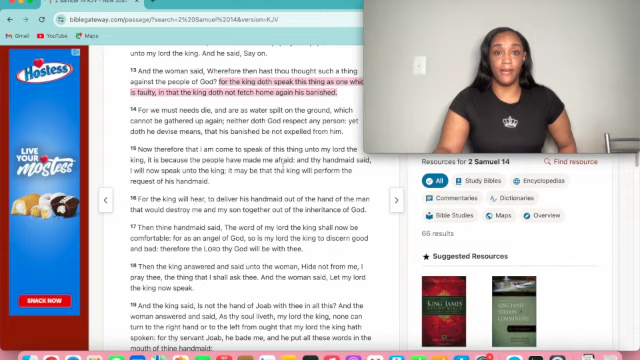 2 Samuel 14 KJV - Now Joab
biblegateway.com/passage/?search=2%20Samuel%2014&version=KJV
Gmail YouTube Maps
unto my lord the king. And he said, Say on.
13 And the woman said, Wherefore then hast thou thought such a thing
against the people of God? for the king doth speak this thing as one which
is faulty, in that the king doth not fetch home again his banished.
14 For we must needs die, and are as water spilt on the ground, which
cannot be gathered up again; neither doth God respect any person: yet
doth he devise means, that his banished be not expelled from him.
15 Now therefore that I am come to speak of this thing unto my lord the
king, it is because the people have made me afraid: and thy handmaid said,
I will now speak unto the king; it may be that the king will perform the
request of his handmaid.
16 For the king will hear, to deliver his handmaid out of the hand of the man
that would destroy me and my son together out of the inheritance of God.
17 Then thine handmaid said, The word of my lord the king shall now be
comfortable: for as an angel of God, so is my lord the king to discern good
and bad: therefore the LORD thy God will be with thee.
18 Then the king answered and said unto the woman, Hide not from me, I
pray thee, the thing that I shall ask thee. And the woman said, Let my lord
the king now speak.
19 And the king said, Is not the hand of Joab with thee in all this? And the
woman answered and said, As thy soul liveth, my lord the king, none can
turn to the right hand or to the left from ought that my lord the king hath
spoken: for thy servant Joab, he bade me, and he put all these words in the
mouth of thine handmaid:
Hostess
LIVE
YOUR
mostess
SNACK NOW
Resources for 2 Samuel 14
Find resource
All Study Bibles Encyclopedias
Commentaries Dictionaries
Bible Studies Maps Overview
66 results
Suggested Resources
KING JAMES